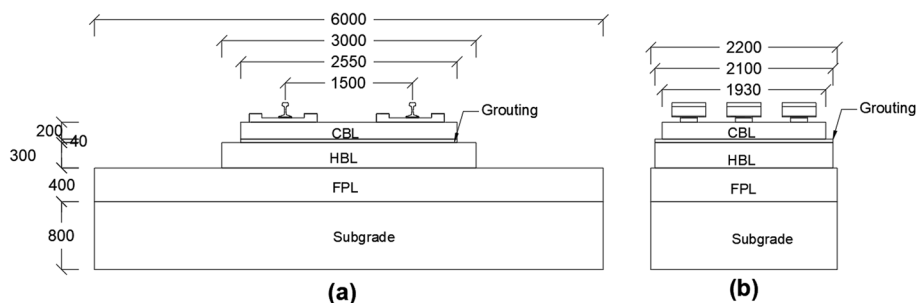 6000
3000
2550
1500
Grouting
200
40
300
400
800
CBL
HBL
FPL
Subgrade
(a)
2200
2100
1930
Grouting
CBL
HBL
FPL
Subgrade
(b)